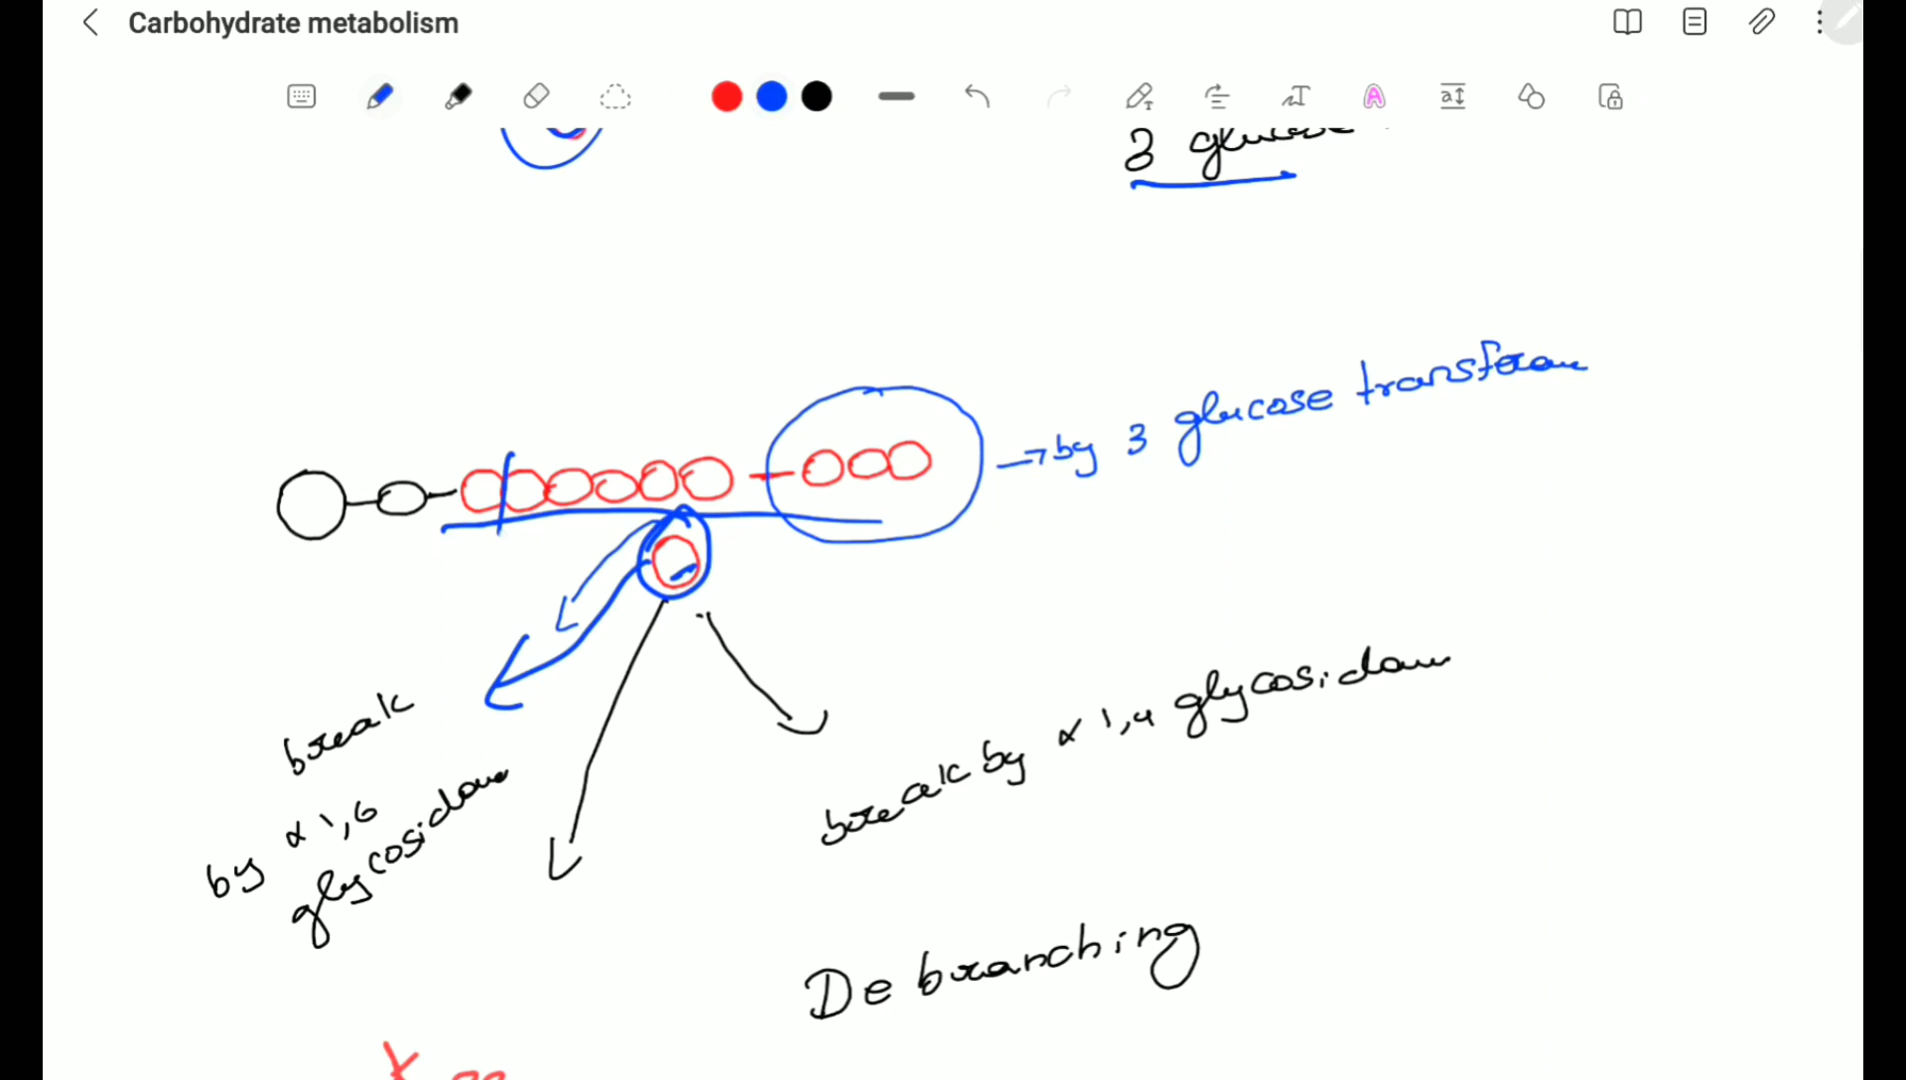 Carbohydrate metabolism
3 glucose
→ by 3 glucose transferase
break
by α 1,6
glycosidase
break by α 1,4 glycosidase
De branching